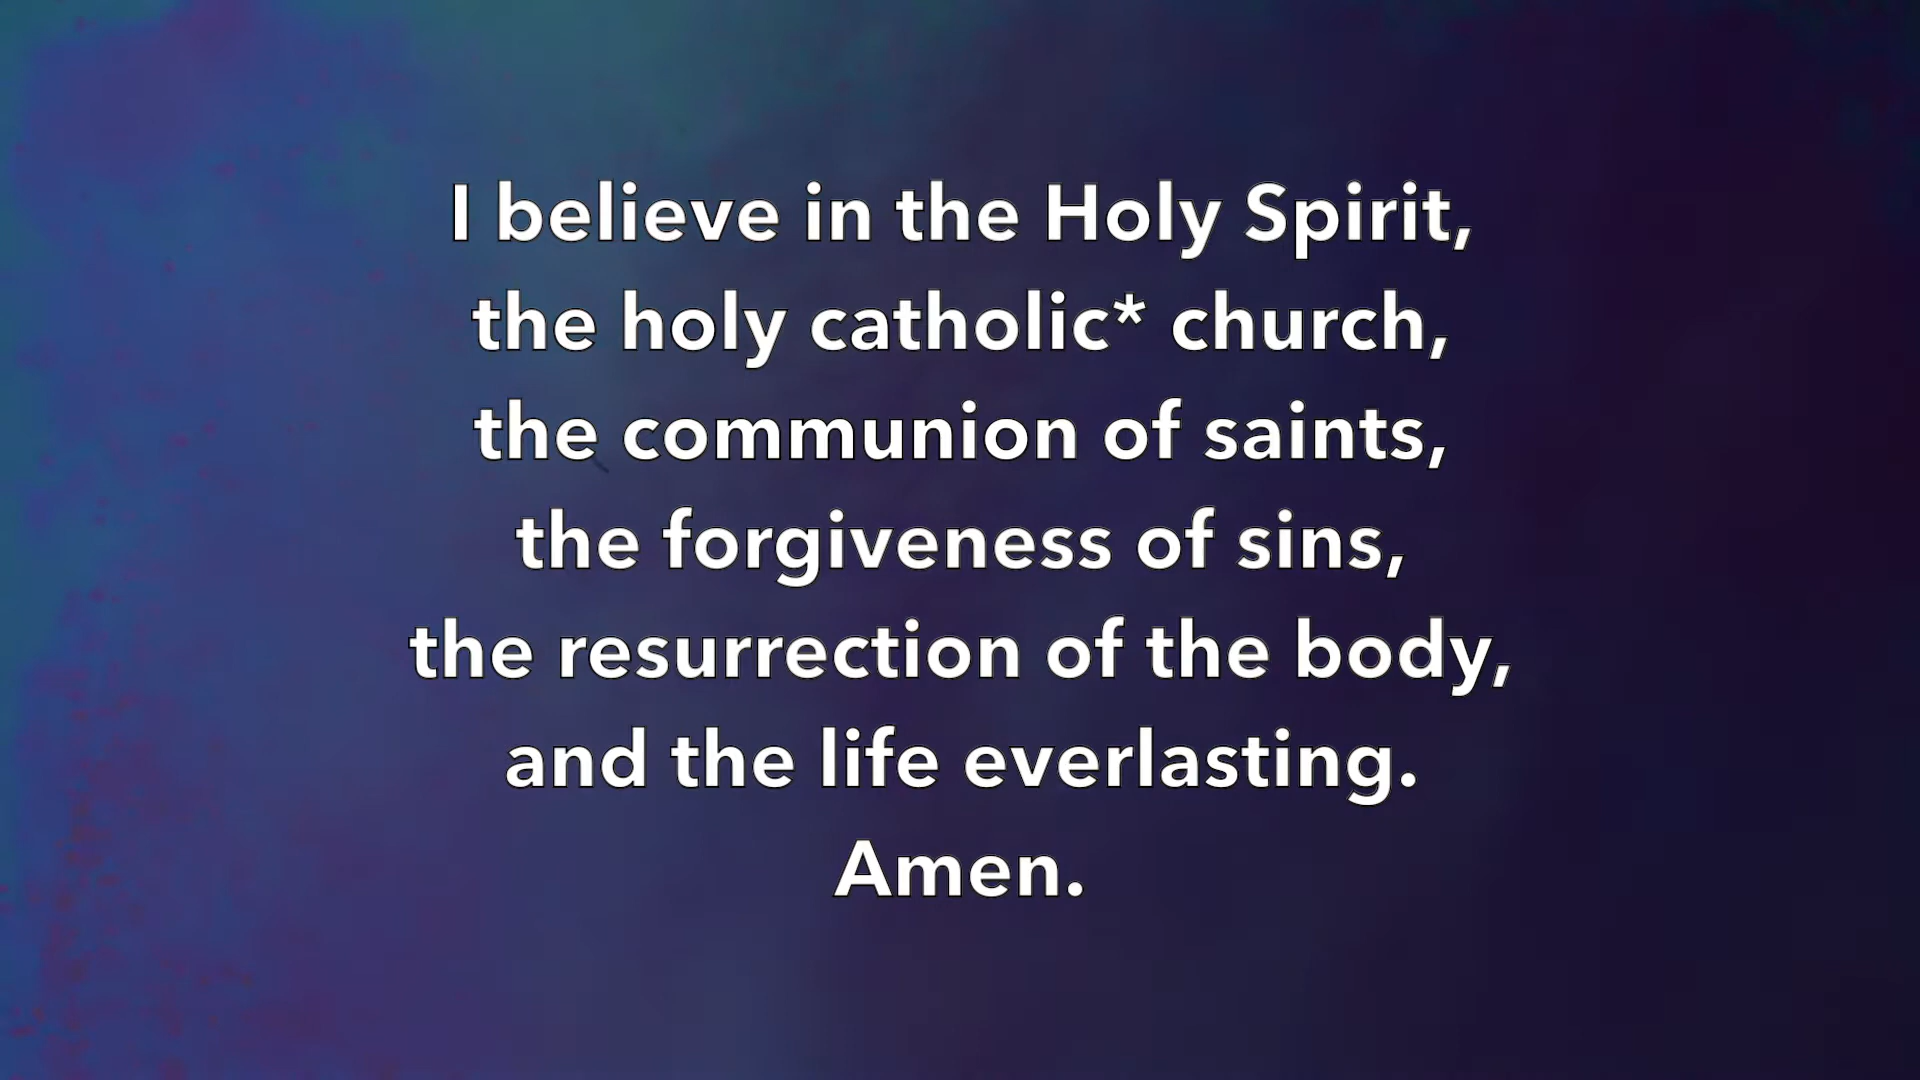 I believe in the Holy Spirit,
the holy catholic* church,
the communion of saints,
the forgiveness of sins,
the resurrection of the body,
and the life everlasting.
Amen.